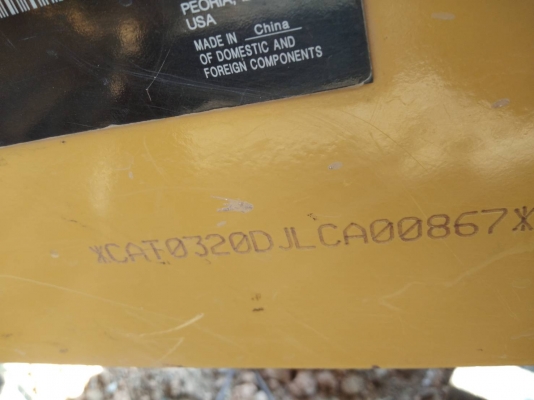 PEORIA,
USA
MADE IN China
OF DOMESTIC AND
FOREIGN COMPONENTS
*CAT0320DJLCA00867*